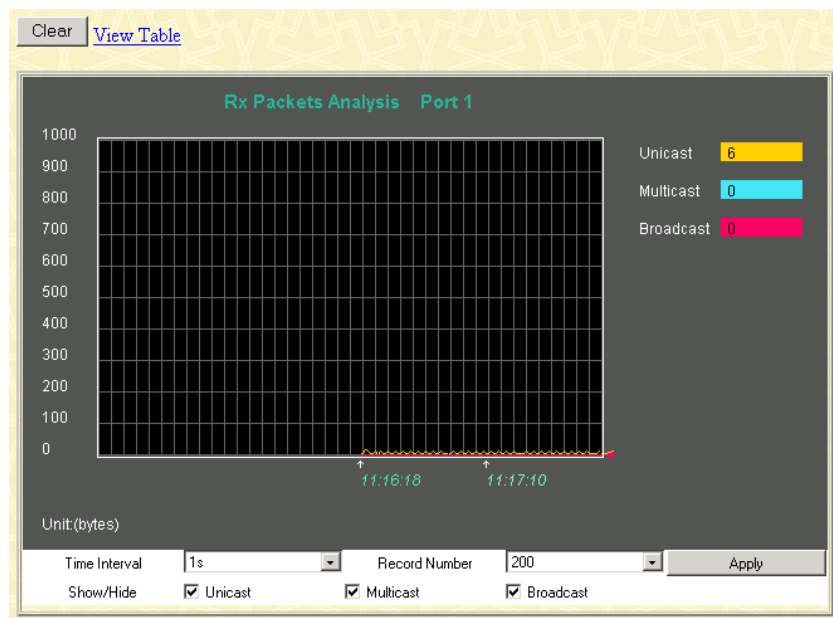 Clear View Table
Rx Packets Analysis Port 1
1000
900
800
700
600
500
400
300
200
100
0
Unicast 6
Multicast 0
Broadcast 0
11:16:18 11:17:10
Unit:(bytes)
Time Interval 1s Record Number 200 Apply
Show/Hide Unicast Multicast Broadcast